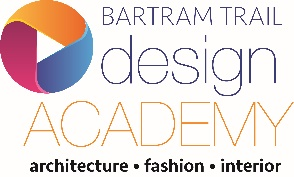 BARTRAM TRAIL
design
ACADEMY
architecture • fashion • interior